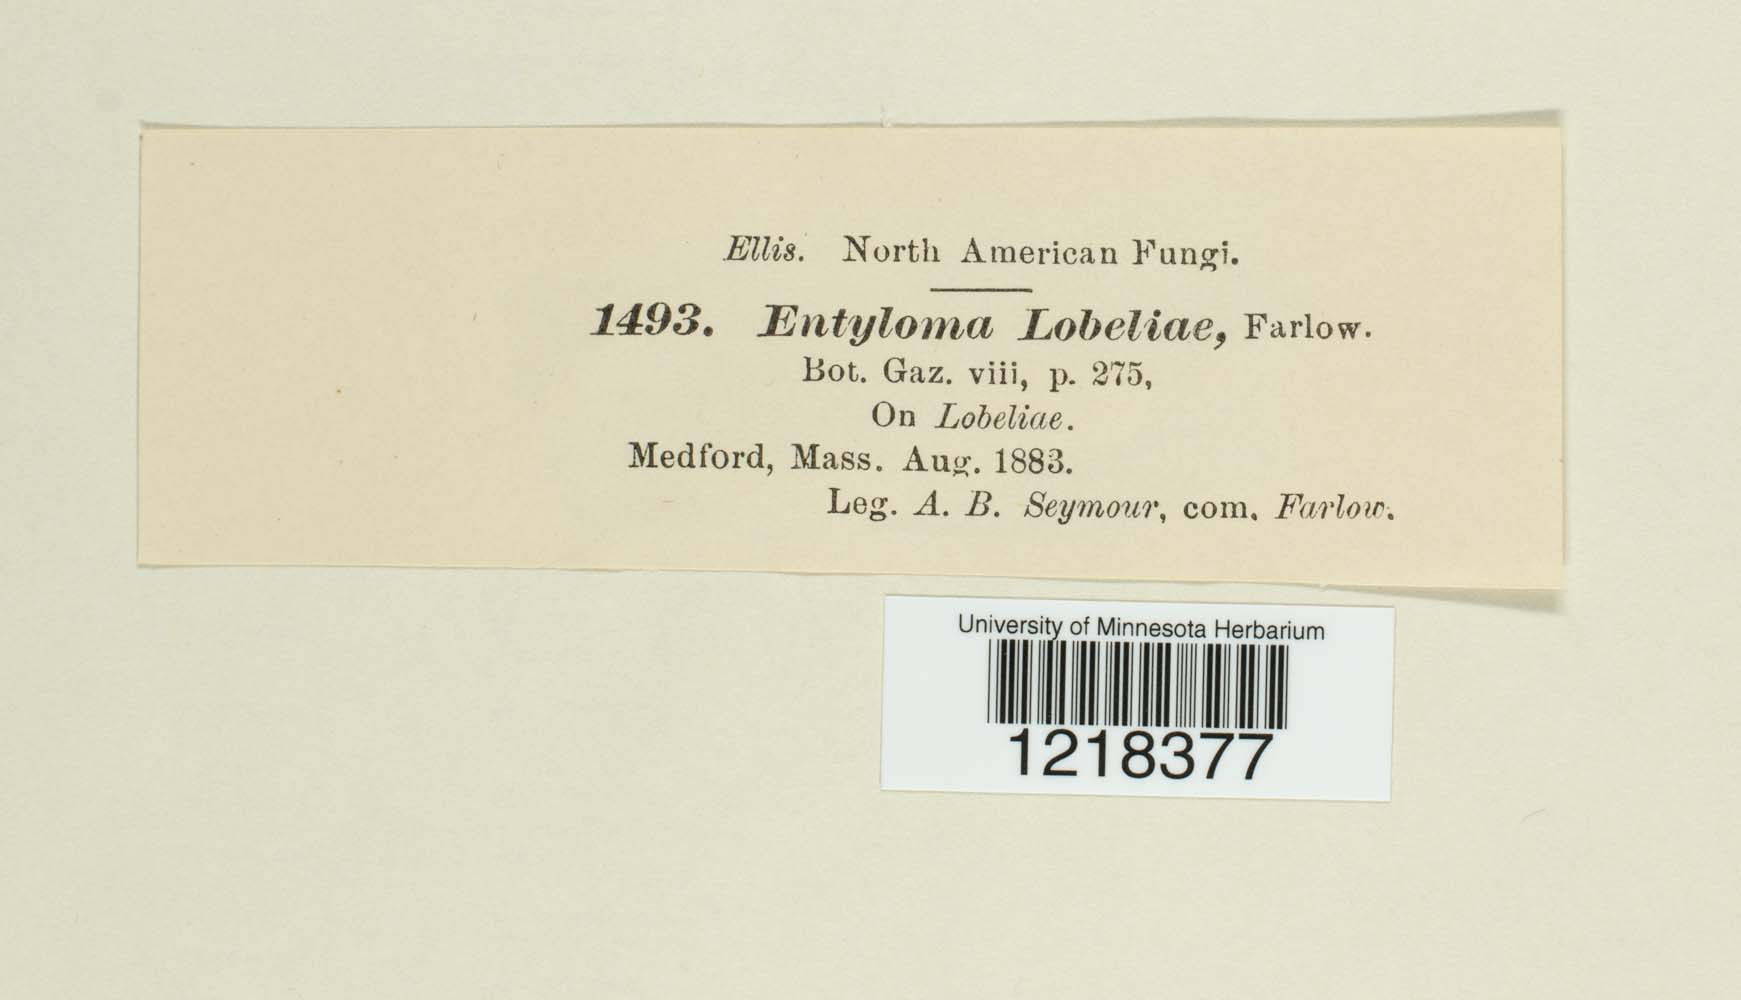 Ellis. North American Fungi.
1493. Entyloma Lobeliae, Farlow.
Bot. Gaz. viii, p. 275,
On Lobeliae.
Medford, Mass. Aug. 1883.
Leg. A. B. Seymour, com. Farlow.
University of Minnesota Herbarium
1218377